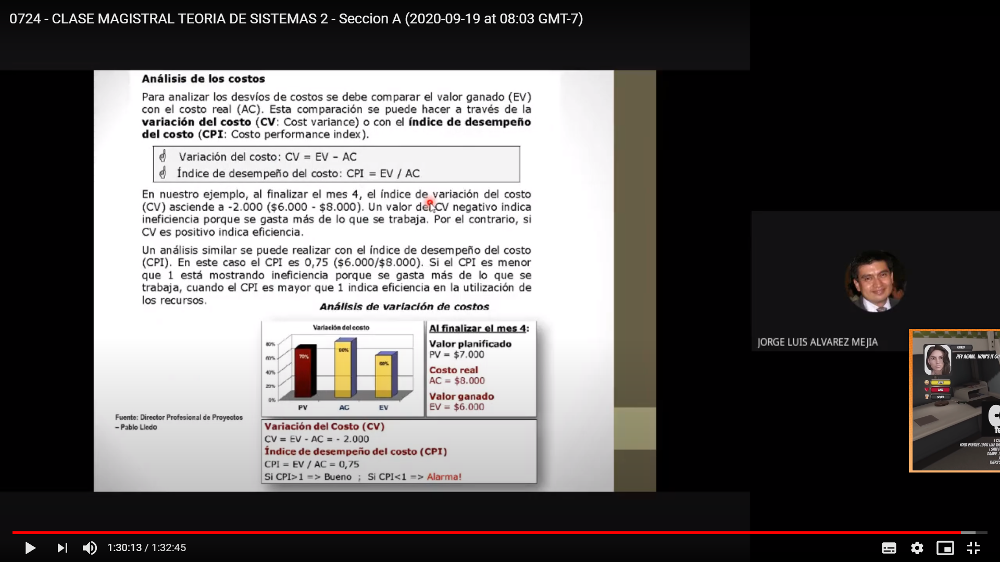 0724 - CLASE MAGISTRAL TEORIA DE SISTEMAS 2 - Seccion A (2020-09-19 at 08:03 GMT-7)
Análisis de los costos
Para analizar los desvíos de costos se debe comparar el valor ganado (EV)
con el costo real (AC). Esta comparación se puede hacer a través de la
variación del costo (CV: Cost variance) o con el índice de desempeño
del costo (CPI: Costo performance index).
Variación del costo: CV = EV – AC
Índice de desempeño del costo: CPI = EV / AC
En nuestro ejemplo, al finalizar el mes 4, el índice de variación del costo
(CV) asciende a -2.000 ($6.000 - $8.000). Un valor del CV negativo indica
ineficiencia porque se gasta más de lo que se trabaja. Por el contrario, si
CV es positivo indica eficiencia.
Un análisis similar se puede realizar con el índice de desempeño del costo
(CPI). En este caso el CPI es 0,75 ($6.000/$8.000). Si el CPI es menor
que 1 está mostrando ineficiencia porque se gasta más de lo que se
trabaja, cuando el CPI es mayor que 1 indica eficiencia en la utilización de
los recursos.
Análisis de variación de costos
Variación del costo
80%
60%
40%
20%
0%
70%
80%
60%
PV
AC
EV
Al finalizar el mes 4:
Valor planificado
PV = $7.000
Costo real
AC = $8.000
Valor ganado
EV = $6.000
Variación del Costo (CV)
CV = EV - AC = - 2.000
Índice de desempeño del costo (CPI)
CPI = EV / AC = 0,75
Si CPI>1 => Bueno ; Si CPI<1 => Alarma!
Fuente: Director Profesional de Proyectos
– Pablo Lledo
JORGE LUIS ALVAREZ MEJIA
ASHLEY
HEY AGAIN. HOW'S IT GO
LUST
SOBER
YOUR PANTIES LOOK LIKE
I SAW
DAMN!
THERE'S
1:30:13 / 1:32:45